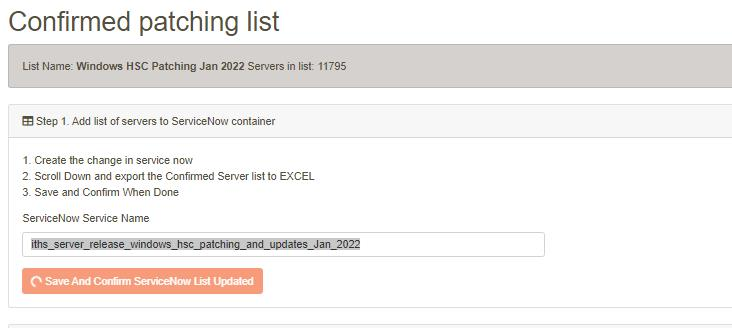 Confirmed patching list
List Name: Windows HSC Patching Jan 2022 Servers in list: 11795
Step 1. Add list of servers to ServiceNow container
1. Create the change in service now
2. Scroll Down and export the Confirmed Server list to EXCEL
3. Save and Confirm When Done
ServiceNow Service Name
iths_server_release_windows_hsc_patching_and_updates_Jan_2022
Save And Confirm ServiceNow List Updated